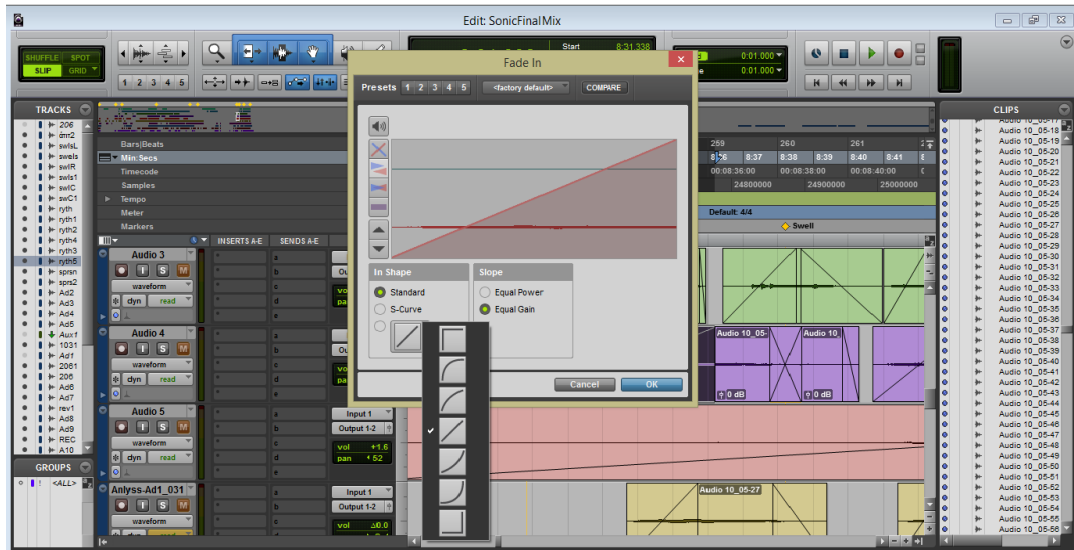 Edit: SonicFinalMix
SHUFFLE SPOT
SLIP GRID
1 2 3 4 5
Start 8:31.338
0:01.000
0:01.000
Fade In
Presets 1 2 3 4 5 <factory default> COMPARE
In Shape
Standard
S-Curve
Slope
Equal Power
Equal Gain
Cancel OK
TRACKS
206
swlsL
swels
swlR
swls1
swlC
swC1
ryth
ryth1
ryth2
ryth4
ryth3
ryth5
sprsn
sprs2
Ad2
Ad3
Ad4
Ad5
Aux1
1031
Ad1
2061
206
Ad6
Ad7
rev1
Ad8
Ad9
REC
A10
GROUPS
<ALL>
Bars|Beats
Min:Secs
Timecode
Samples
Tempo
Meter
Markers
259 260 261
8:36 8:37 8:38 8:39 8:40 8:41
00:08:36:00 00:08:38:00 00:08:40:00
24800000 24900000 25000000
Default: 4/4
Swell
INSERTS A-E SENDS A-E
Audio 3
I S M
waveform
dyn read
a
b
c
d
e
Audio 4
I S M
waveform
dyn read
a
b
c
d
e
Audio 10_05- Audio 10
0 dB 0 dB
Audio 5
I S M
waveform
dyn read
a
b
c
d
e
Input 1
Output 1-2
vol +1.6
pan 52
Anlyss-Ad1_031
I S M
waveform
dyn read
a
b
c
d
Input 1
Output 1-2
vol 0.0
Audio 10_05-27
CLIPS
Audio 10_05-17
Audio 10_05-18
Audio 10_05-19
Audio 10_05-20
Audio 10_05-21
Audio 10_05-22
Audio 10_05-23
Audio 10_05-24
Audio 10_05-25
Audio 10_05-26
Audio 10_05-27
Audio 10_05-28
Audio 10_05-29
Audio 10_05-30
Audio 10_05-31
Audio 10_05-32
Audio 10_05-33
Audio 10_05-34
Audio 10_05-35
Audio 10_05-36
Audio 10_05-37
Audio 10_05-38
Audio 10_05-39
Audio 10_05-40
Audio 10_05-41
Audio 10_05-42
Audio 10_05-43
Audio 10_05-44
Audio 10_05-45
Audio 10_05-46
Audio 10_05-47
Audio 10_05-48
Audio 10_05-49
Audio 10_05-50
Audio 10_05-51
Audio 10_05-52
Audio 10_05-53
Audio 10_05-54
Audio 10_05-55
Audio 10_05-56